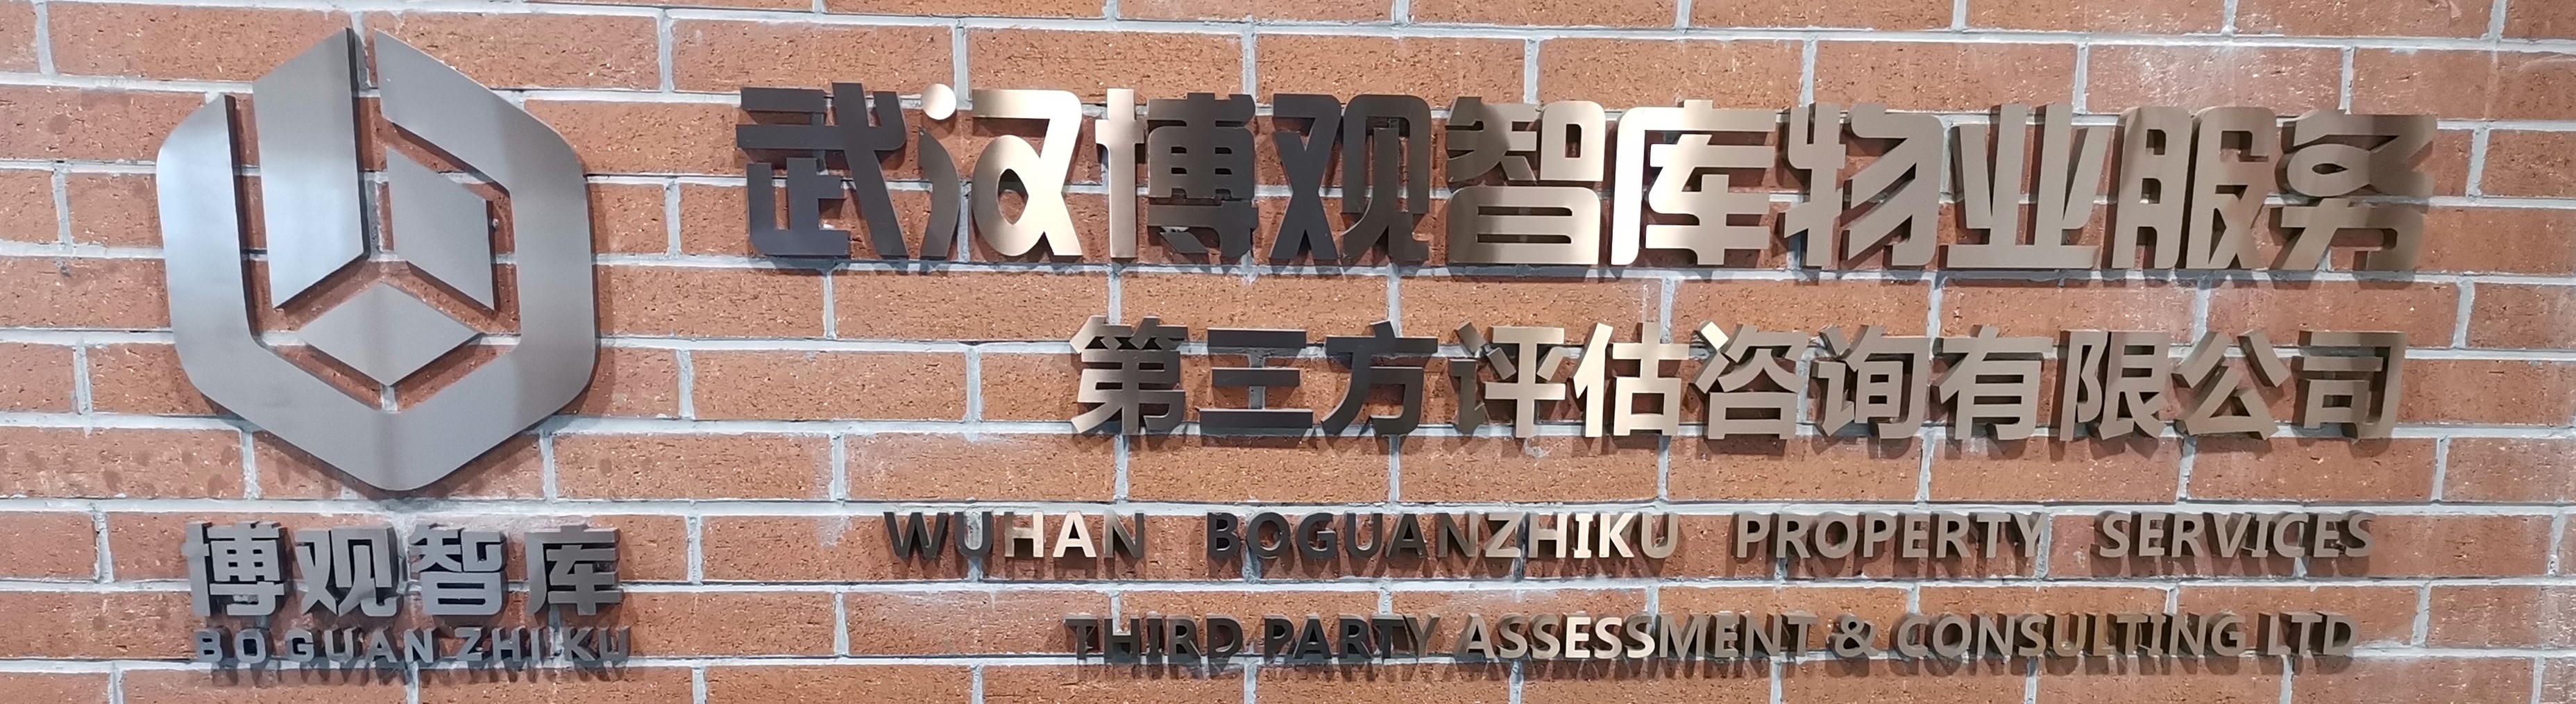 博观智库
BO GUAN ZHI KU
武汉博观智库物业服务
第三方评估咨询有限公司
WUHAN BOGUANZHIKU PROPERTY SERVICES
THIRD PARTY ASSESSMENT & CONSULTING LTD